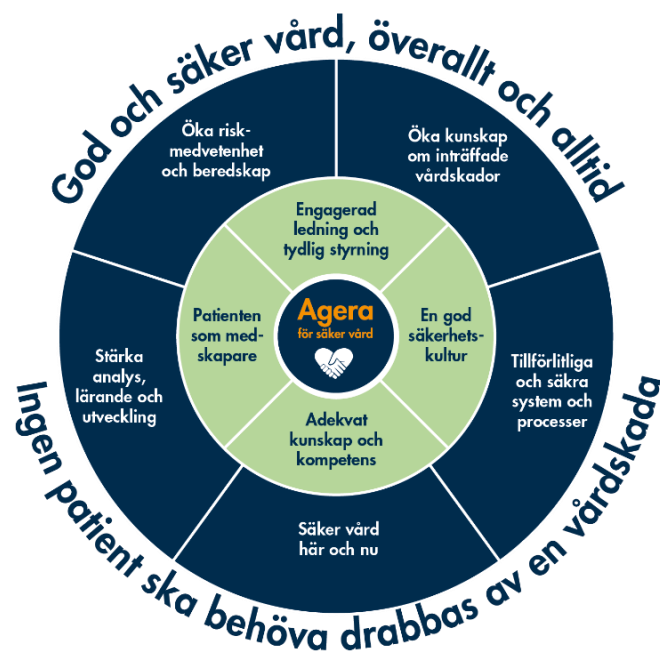 God och säker vård, överallt och alltid
Öka risk-
medvetenhet
och beredskap
Öka kunskap
om inträffade
vårdskador
Engagerad
ledning och
tydlig styrning
Patienten
som med-
skapare
Agera
för säker vård
En god
säkerhets-
kultur
Stärka
analys,
lärande och
utveckling
Tillförlitliga
och säkra
system och
processer
Adekvat
kunskap och
kompetens
Säker vård
här och nu
Ingen patient ska behöva drabbas av en vårdskada